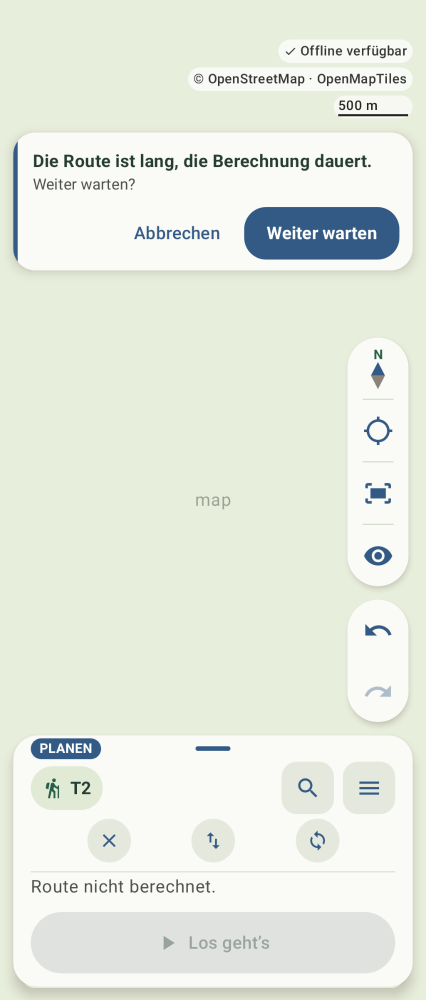 Offline verfügbar
© OpenStreetMap · OpenMapTiles
500 m
Die Route ist lang, die Berechnung dauert.
Weiter warten?
Abbrechen
Weiter warten
N
map
PLANEN
T2
Route nicht berechnet.
Los geht's